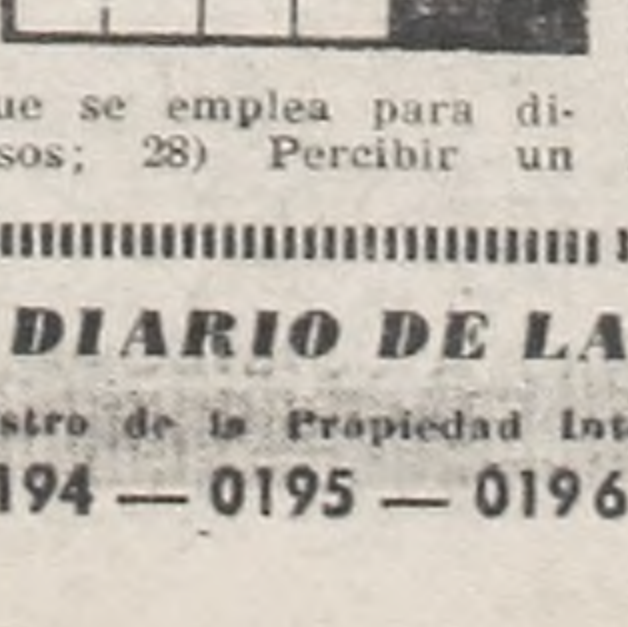 ue se emplea para di-
sos; 28) Percibir un
DIARIO DE LA
stro de la Propiedad Int
194 — 0195 — 0196